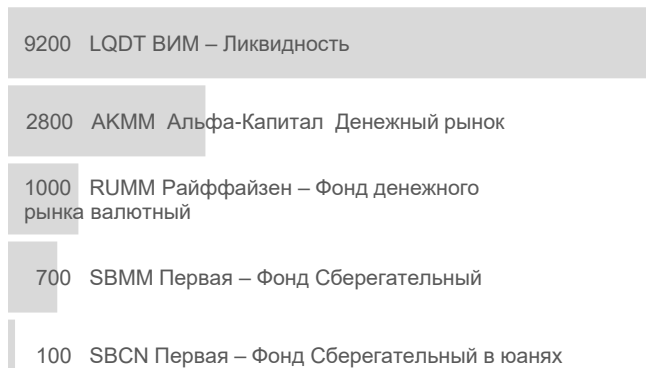 9200 LQDT ВИМ – Ликвидность
2800 AKMM Альфа-Капитал Денежный рынок
1000 RUMM Райффайзен – Фонд денежного
рынка валютный
700 SBMM Первая – Фонд Сберегательный
100 SBCN Первая – Фонд Сберегательный в юанях